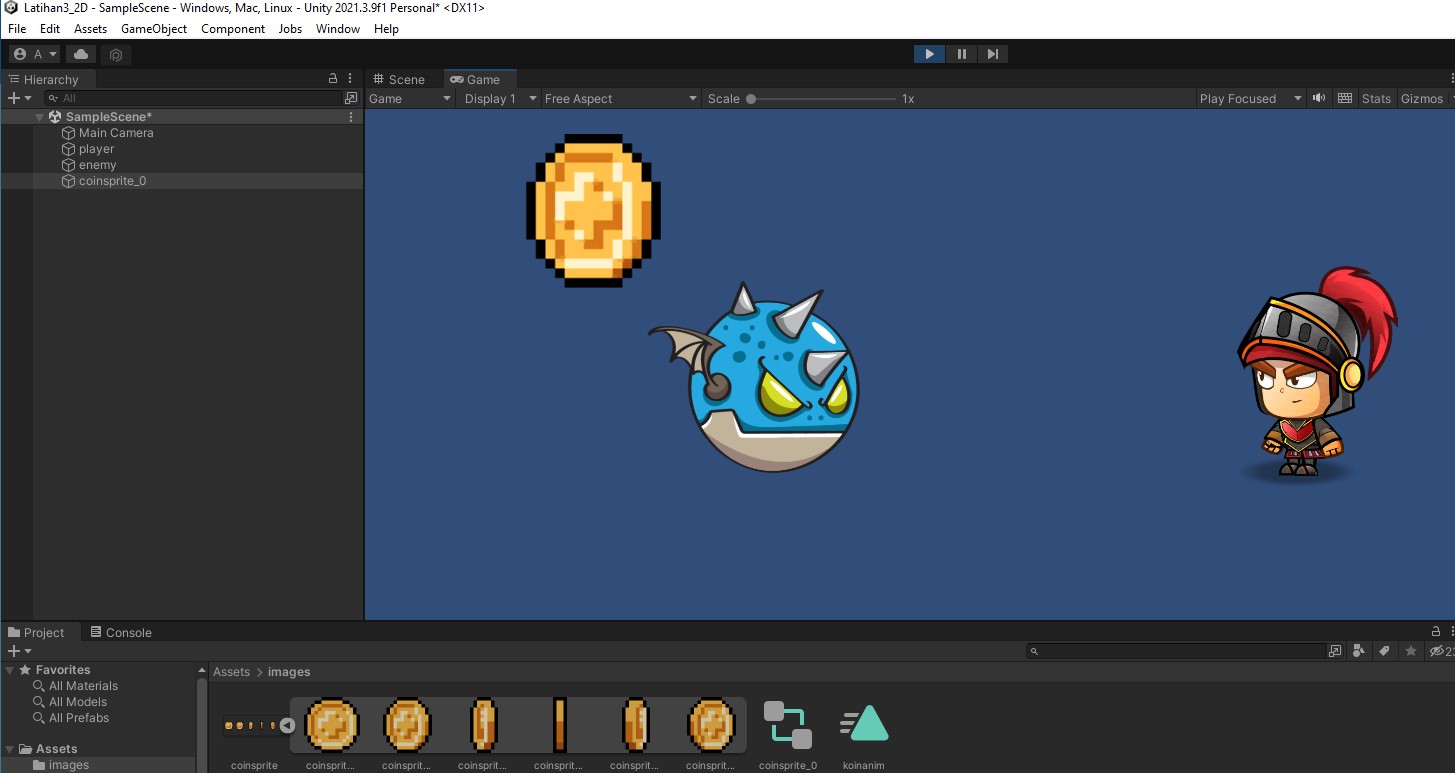 Latihan3_2D - SampleScene - Windows, Mac, Linux - Unity 2021.3.9f1 Personal* <DX11>
File Edit Assets GameObject Component Jobs Window Help
A
Hierarchy
All
SampleScene*
Main Camera
player
enemy
coinsprite_0
Scene Game
Game Display 1 Free Aspect Scale 1x Play Focused Stats Gizmos
Project Console
23
Favorites
All Materials
All Models
All Prefabs
Assets
images
Assets > images
coinsprite coinsprit... coinsprit... coinsprit... coinsprit... coinsprit... coinsprit... coinsprite_0 koinanim